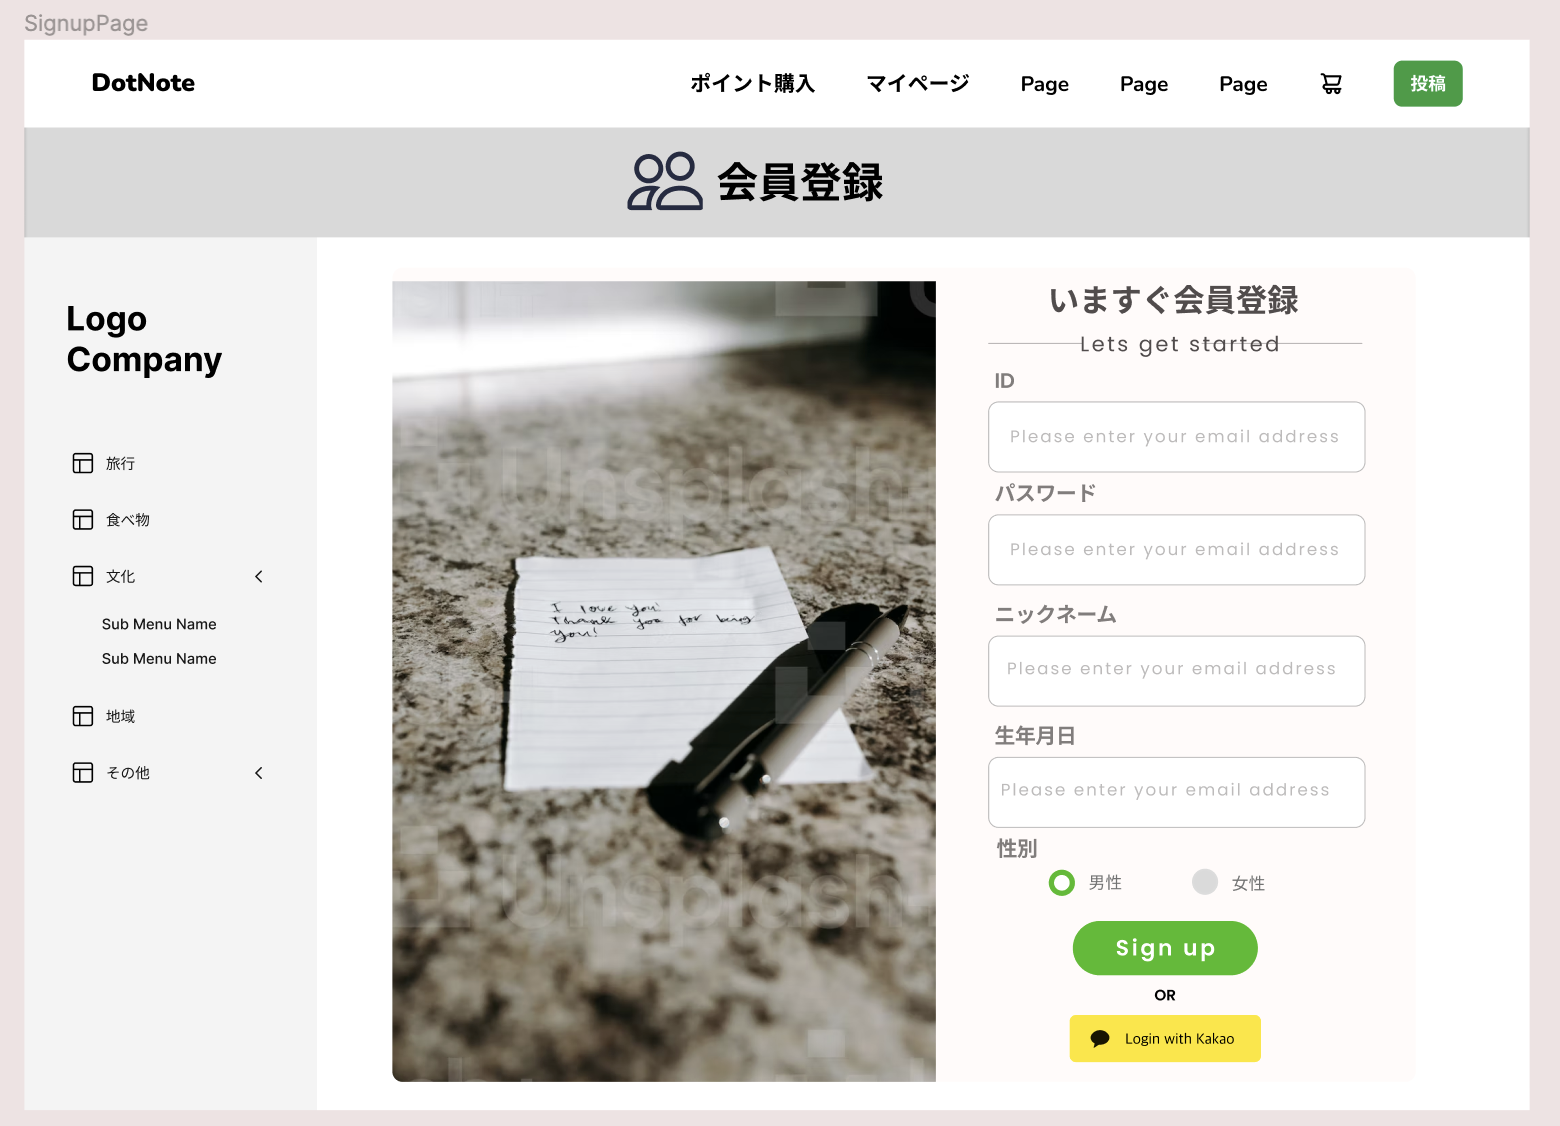 SignupPage
DotNote
ポイント購入
マイページ
Page
Page
Page
投稿
会員登録
Logo
Company
旅行
食べ物
文化
Sub Menu Name
Sub Menu Name
地域
その他
Unsplash
I love you!
thank you for being
you!
Unsplash
いますぐ会員登録
Lets get started
ID
Please enter your email address
パスワード
Please enter your email address
ニックネーム
Please enter your email address
生年月日
Please enter your email address
性別
男性
女性
Sign up
OR
Login with Kakao